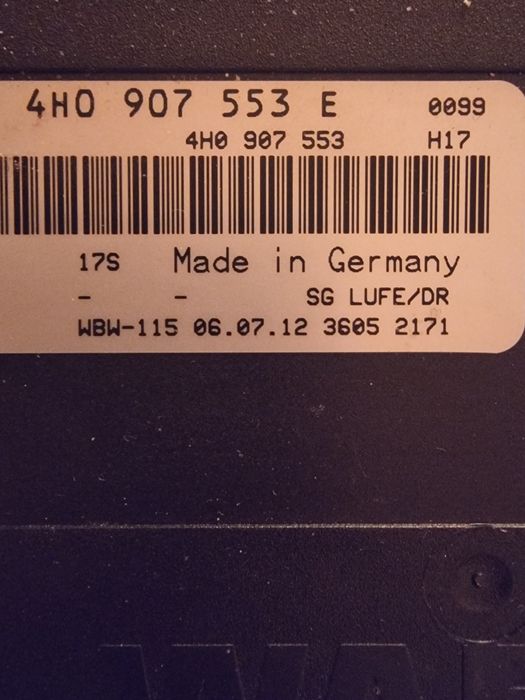 4H0 907 553 E 0099
4H0 907 553 H17
17S Made in Germany
- - SG LUFE/DR
WBW-115 06.07.12 3605 2171